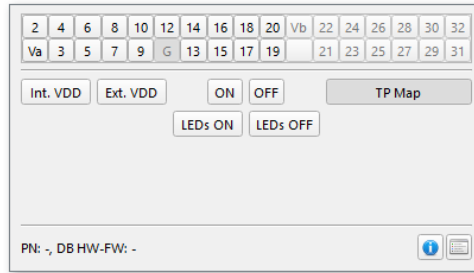 2 4 6 8 10 12 14 16 18 20 Vb 22 24 26 28 30 32
Va 3 5 7 9 G 13 15 17 19 21 23 25 27 29 31
Int. VDD Ext. VDD ON OFF TP Map
LEDs ON LEDs OFF
PN: -, DB HW-FW: -